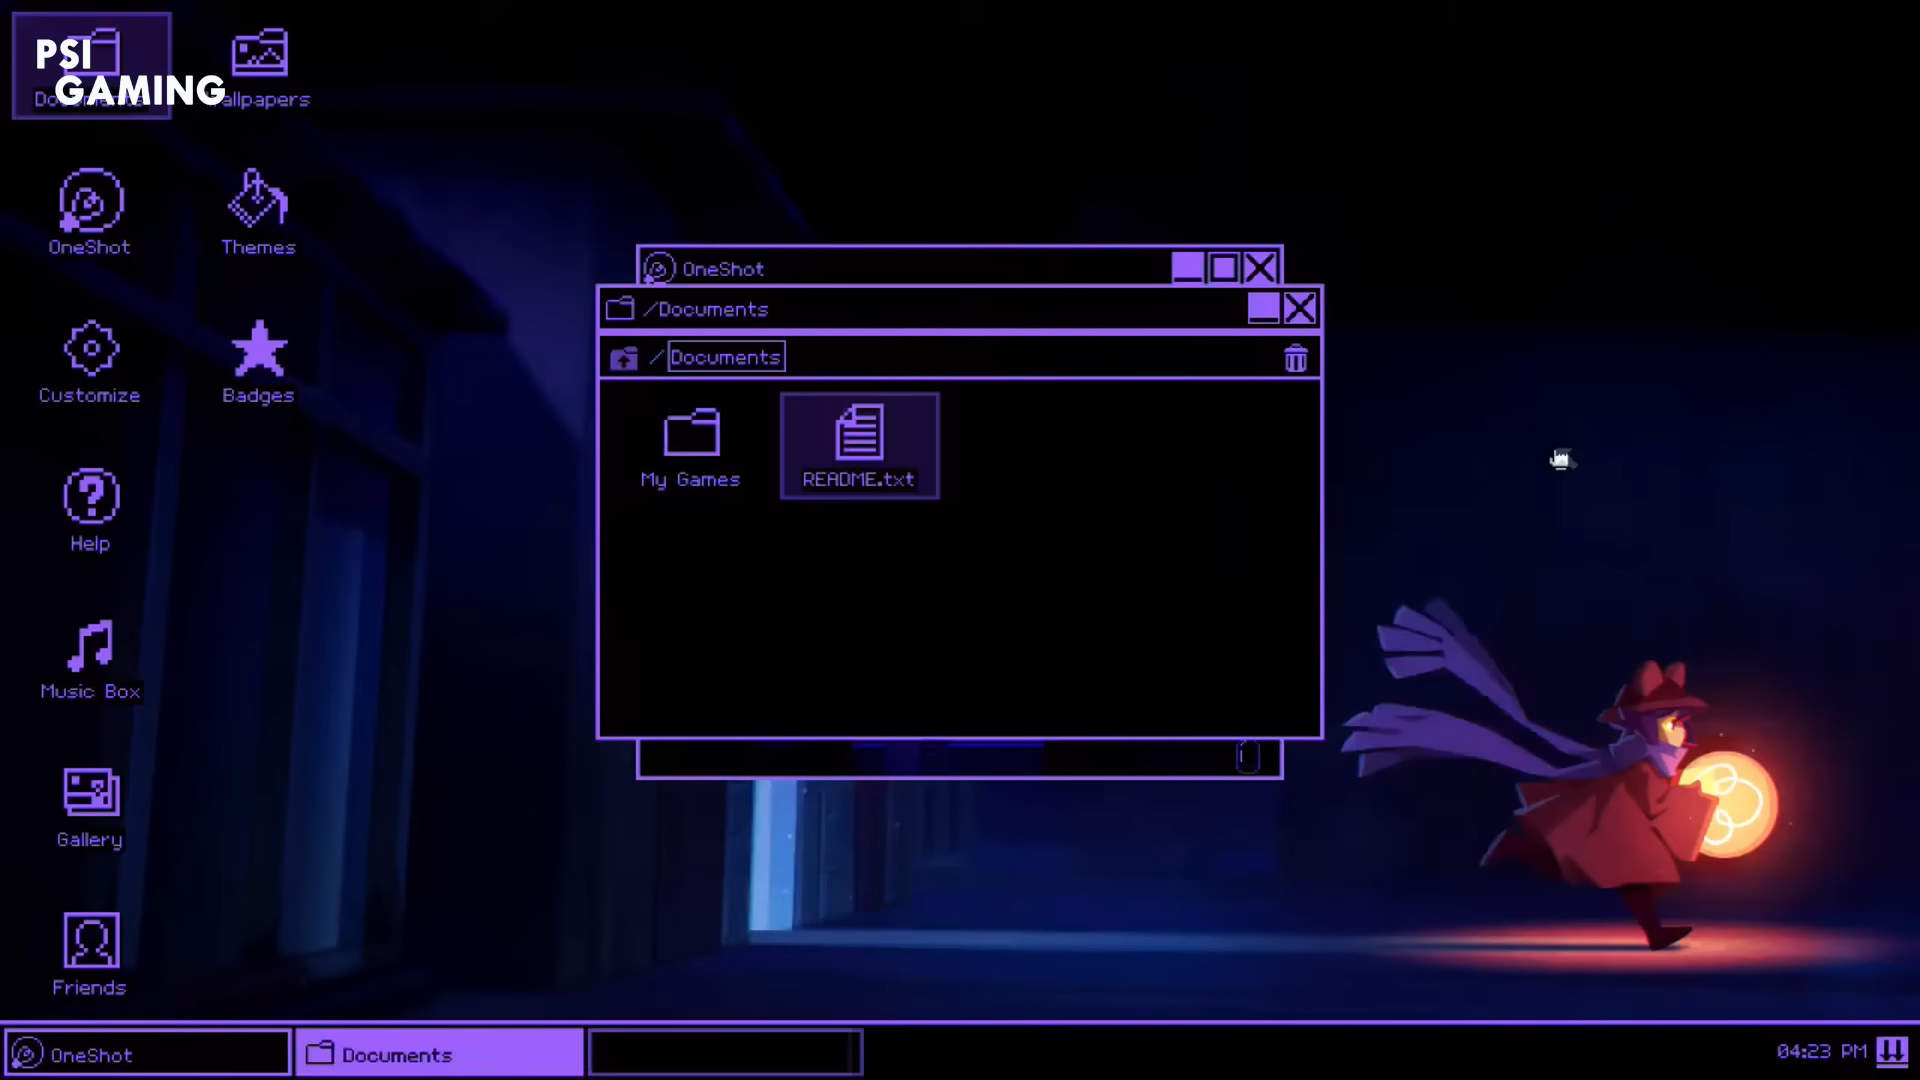 PSI
GAMING
Documents
allpapers
OneShot
Themes
Customize
Badges
Help
Music Box
Gallery
Friends
OneShot
/Documents
/ Documents
My Games
README.txt
OneShot
Documents
04:23 PM